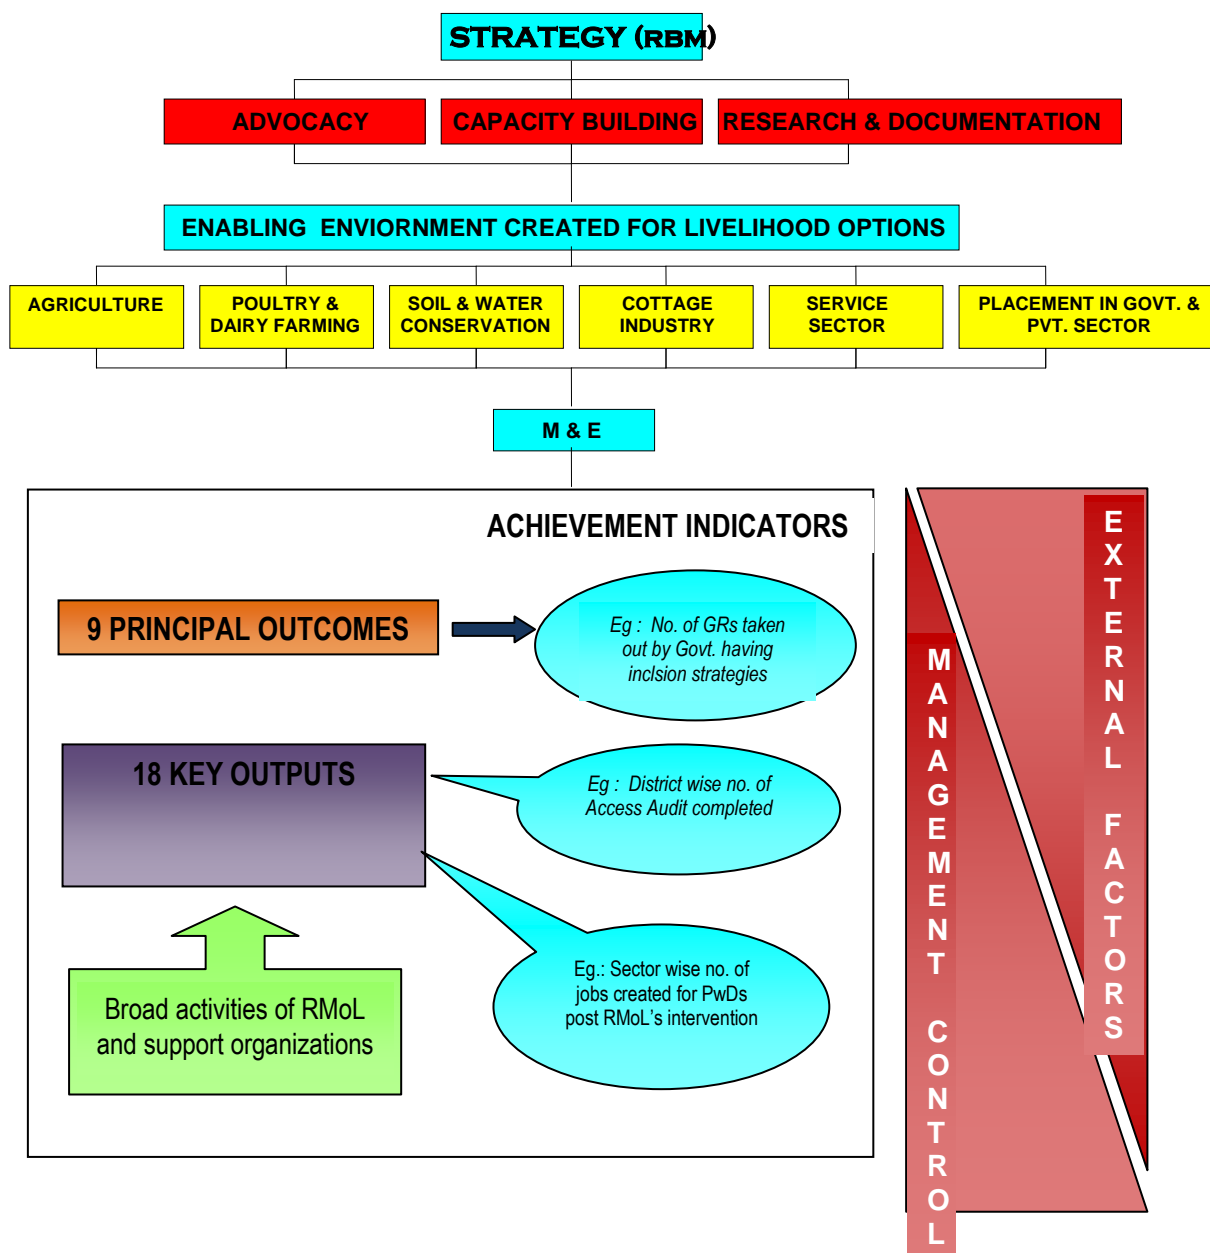 STRATEGY (RBM)
ADVOCACY
CAPACITY BUILDING
RESEARCH & DOCUMENTATION
ENABLING ENVIORNMENT CREATED FOR LIVELIHOOD OPTIONS
AGRICULTURE
POULTRY &
DAIRY FARMING
SOIL & WATER
CONSERVATION
COTTAGE
INDUSTRY
SERVICE
SECTOR
PLACEMENT IN GOVT. &
PVT. SECTOR
M & E
ACHIEVEMENT INDICATORS
9 PRINCIPAL OUTCOMES
Eg : No. of GRs taken
out by Govt. having
inclsion strategies
18 KEY OUTPUTS
Eg : District wise no. of
Access Audit completed
Eg.: Sector wise no. of
jobs created for PwDs
post RMoL's intervention
Broad activities of RMoL
and support organizations
MANAGEMENT CONTROL
EXTERNAL FACTORS